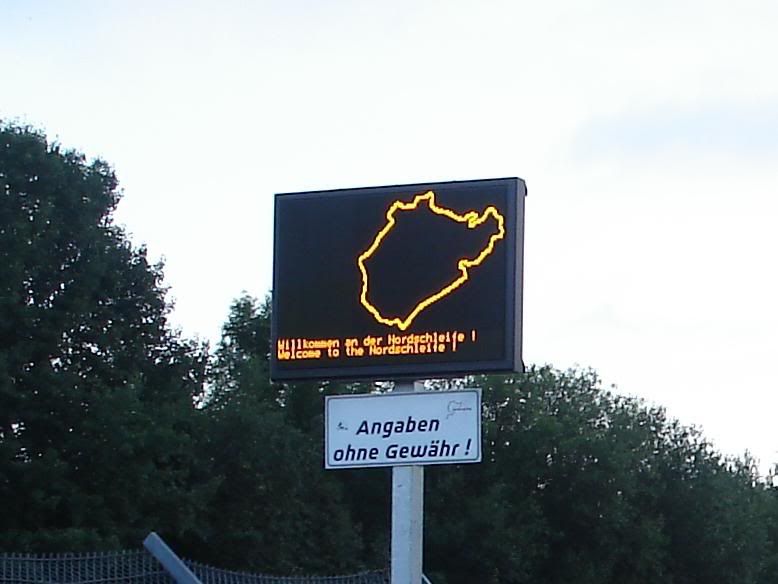 Willkommen an der Nordschleife !
Welcome to the Nordschleife !
Angaben
ohne Gewähr !